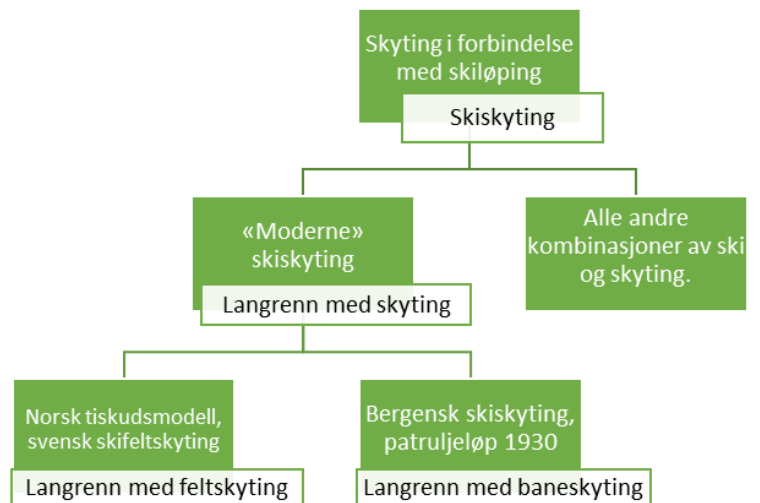 Skyting i forbindelse
med skiløping
Skiskyting
«Moderne»
skiskyting
Langrenn med skyting
Alle andre
kombinasjoner av ski
og skyting.
Norsk tiskudsmodell,
svensk skifeltskyting
Langrenn med feltskyting
Bergensk skiskyting,
patruljeløp 1930
Langrenn med baneskyting